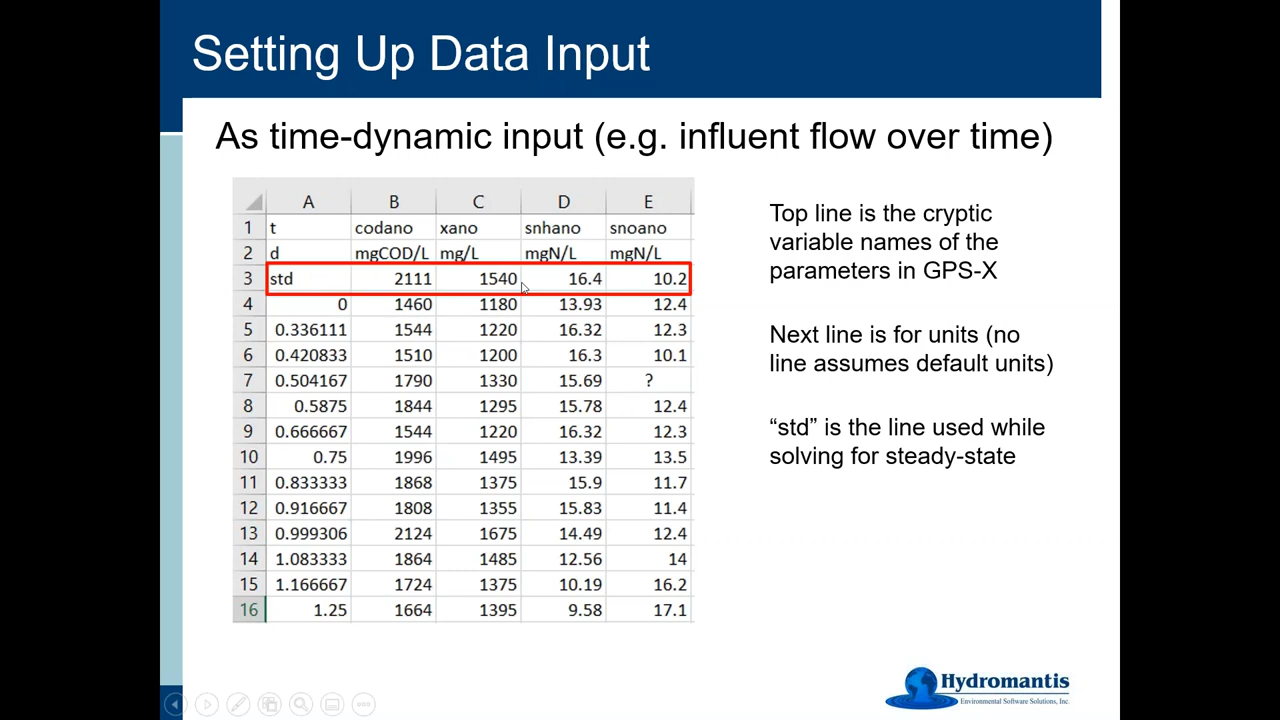 Setting Up Data Input
As time-dynamic input (e.g. influent flow over time)
A B C D E
1 t codano xano snhano snoano
2 d mgCOD/L mg/L mgN/L mgN/L
3 std 2111 1540 16.4 10.2
4 0 1460 1180 13.93 12.4
5 0.336111 1544 1220 16.32 12.3
6 0.420833 1510 1200 16.3 10.1
7 0.504167 1790 1330 15.69 ?
8 0.5875 1844 1295 15.78 12.4
9 0.666667 1544 1220 16.32 12.3
10 0.75 1996 1495 13.39 13.5
11 0.833333 1868 1375 15.9 11.7
12 0.916667 1808 1355 15.83 11.4
13 0.999306 2124 1675 14.49 12.4
14 1.083333 1864 1485 12.56 14
15 1.166667 1724 1375 10.19 16.2
16 1.25 1664 1395 9.58 17.1
Top line is the cryptic
variable names of the
parameters in GPS-X
Next line is for units (no
line assumes default units)
“std” is the line used while
solving for steady-state
Hydromantis
Environmental Software Solutions, Inc.